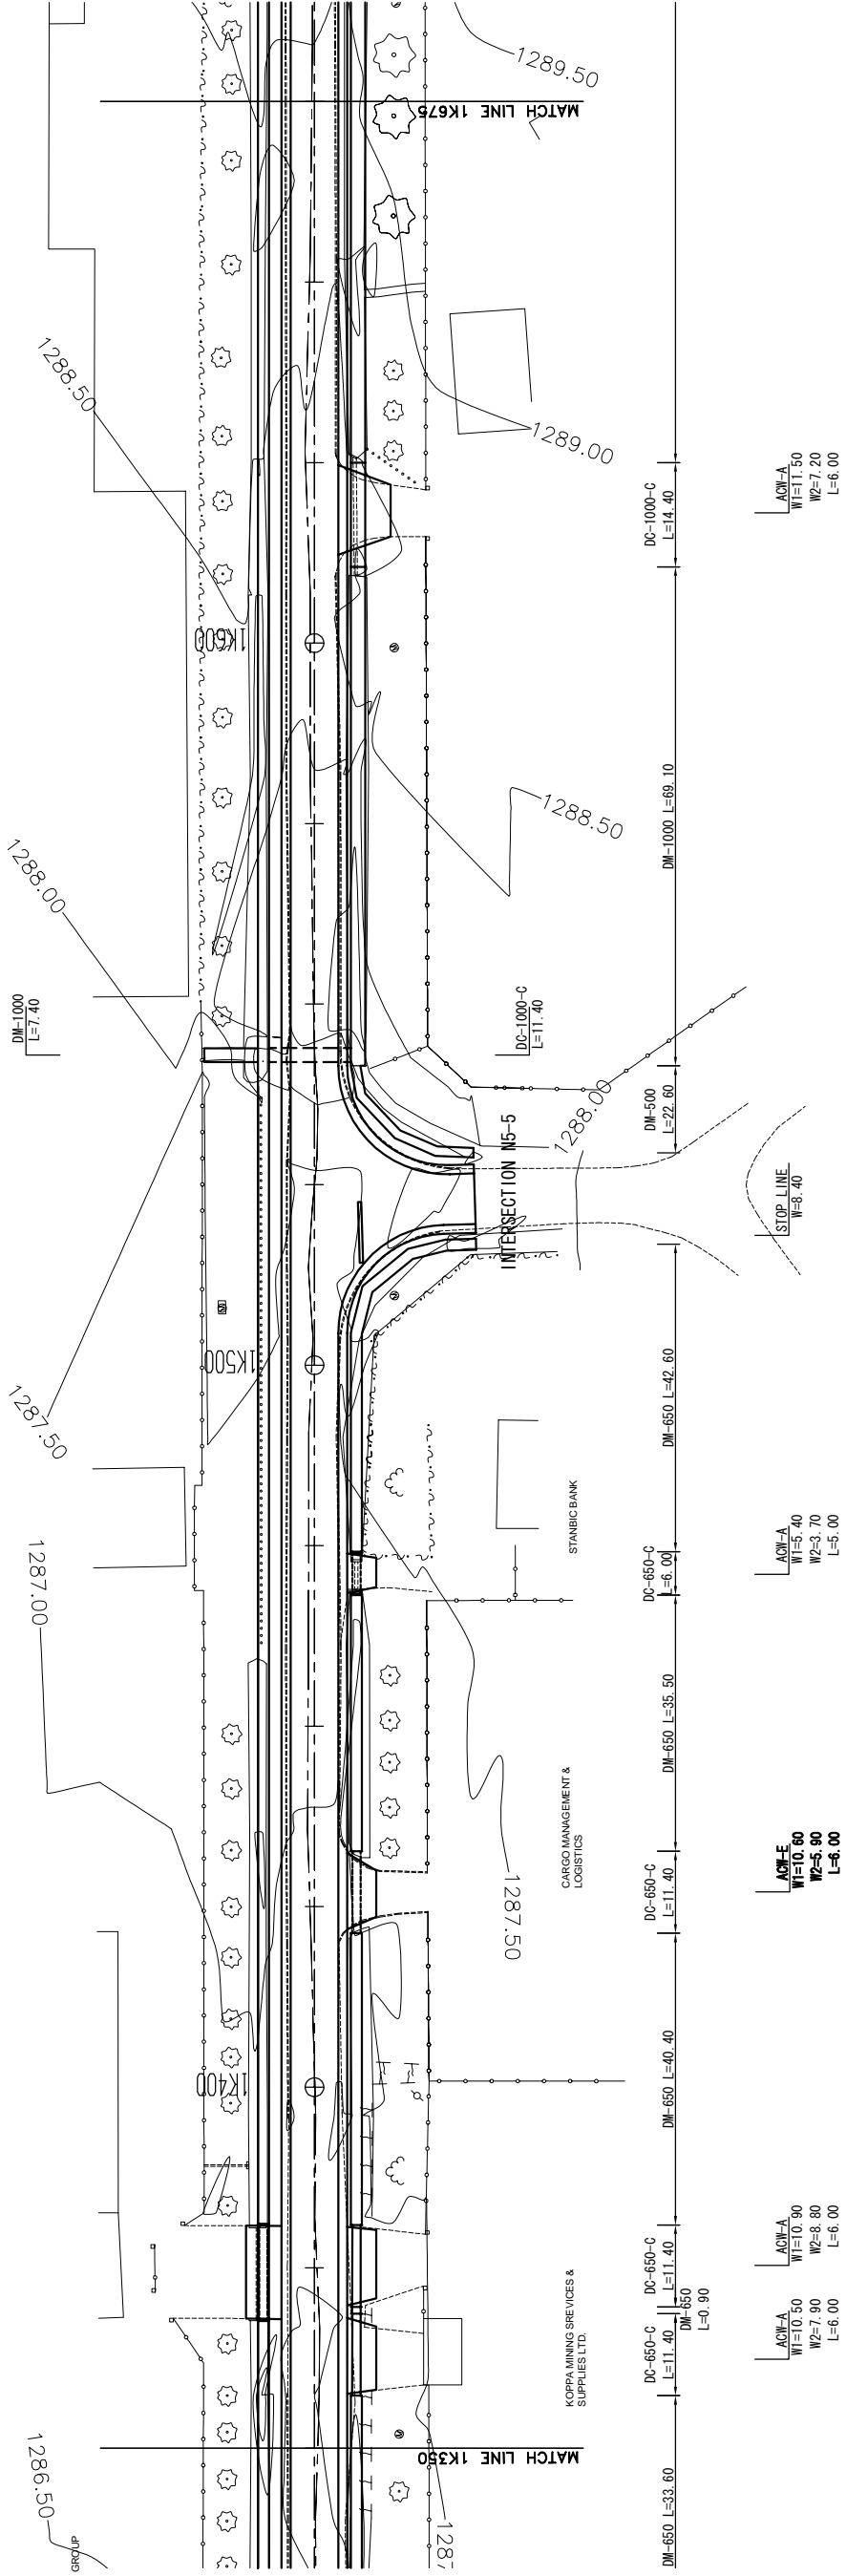 1289.50
MATCH LINE 1K675
1288.50
1289.00
DC-1000-C
L=14.40
ACW-A
W1=11.50
W2=7.20
L=6.00
1K600
1288.50
DM-1000 L=69.10
1288.00
DM-1000
L=7.40
DC-1000-C
L=11.40
1288.00
DM-500
L=22.60
INTERSECTION N5-5
STOP LINE
W=8.40
1K500
1287.50
DM-650 L=42.60
STANBIC BANK
DC-650-C
L=6.00
ACW-A
W1=5.40
W2=3.70
L=5.00
1287.00
DM-650 L=35.50
CARGO MANAGEMENT &
LOGISTICS
1287.50
DC-650-C
L=11.40
ACW-E
W1=10.60
W2=5.90
L=6.00
1K400
DM-650 L=40.40
DC-650-C
L=11.40
ACW-A
W1=10.90
W2=8.80
L=6.00
DM-650
L=0.90
KOPPA MINING SREVICES &
SUPPLIES LTD.
DC-650-C
L=11.40
ACW-A
W1=10.50
W2=7.90
L=6.00
MATCH LINE 1K350
1286.50
GROUP
1287
DM-650 L=33.60